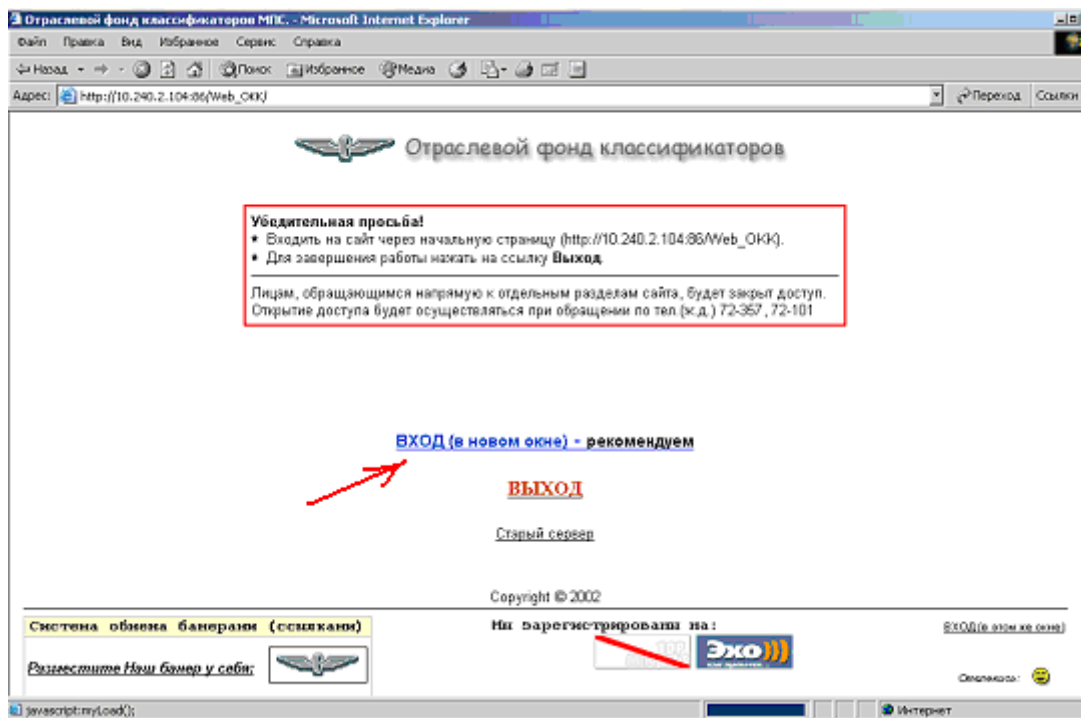 Отраслевой фонд классификаторов МПС. - Microsoft Internet Explorer
Файл Правка Вид Избранное Сервис Справка
Назад Поиск Избранное Медиа
Адрес: http://10.240.2.104:86/Web_OKK/ Переход Ссылки
Отраслевой фонд классификаторов
Убедительная просьба!
• Входить на сайт через начальную страницу (http://10.240.2.104:86/Web_OKK).
• Для завершения работы нажать на ссылку Выход.
Лицам, обращающимся напрямую к отдельным разделам сайта, будет закрыт доступ.
Открытие доступа будет осуществляться при обращении по тел.(ж.д.) 72-357, 72-101
ВХОД (в новом окне) - рекомендуем
ВЫХОД
Старый сервер
Copyright © 2002
Система обмена банерами (ссылками)
Мы зарегистрированы на:
ВХОД(в этом же окне)
Эхо
Разместите Наш банер у себя:
javascript:myLoad();
Интернет